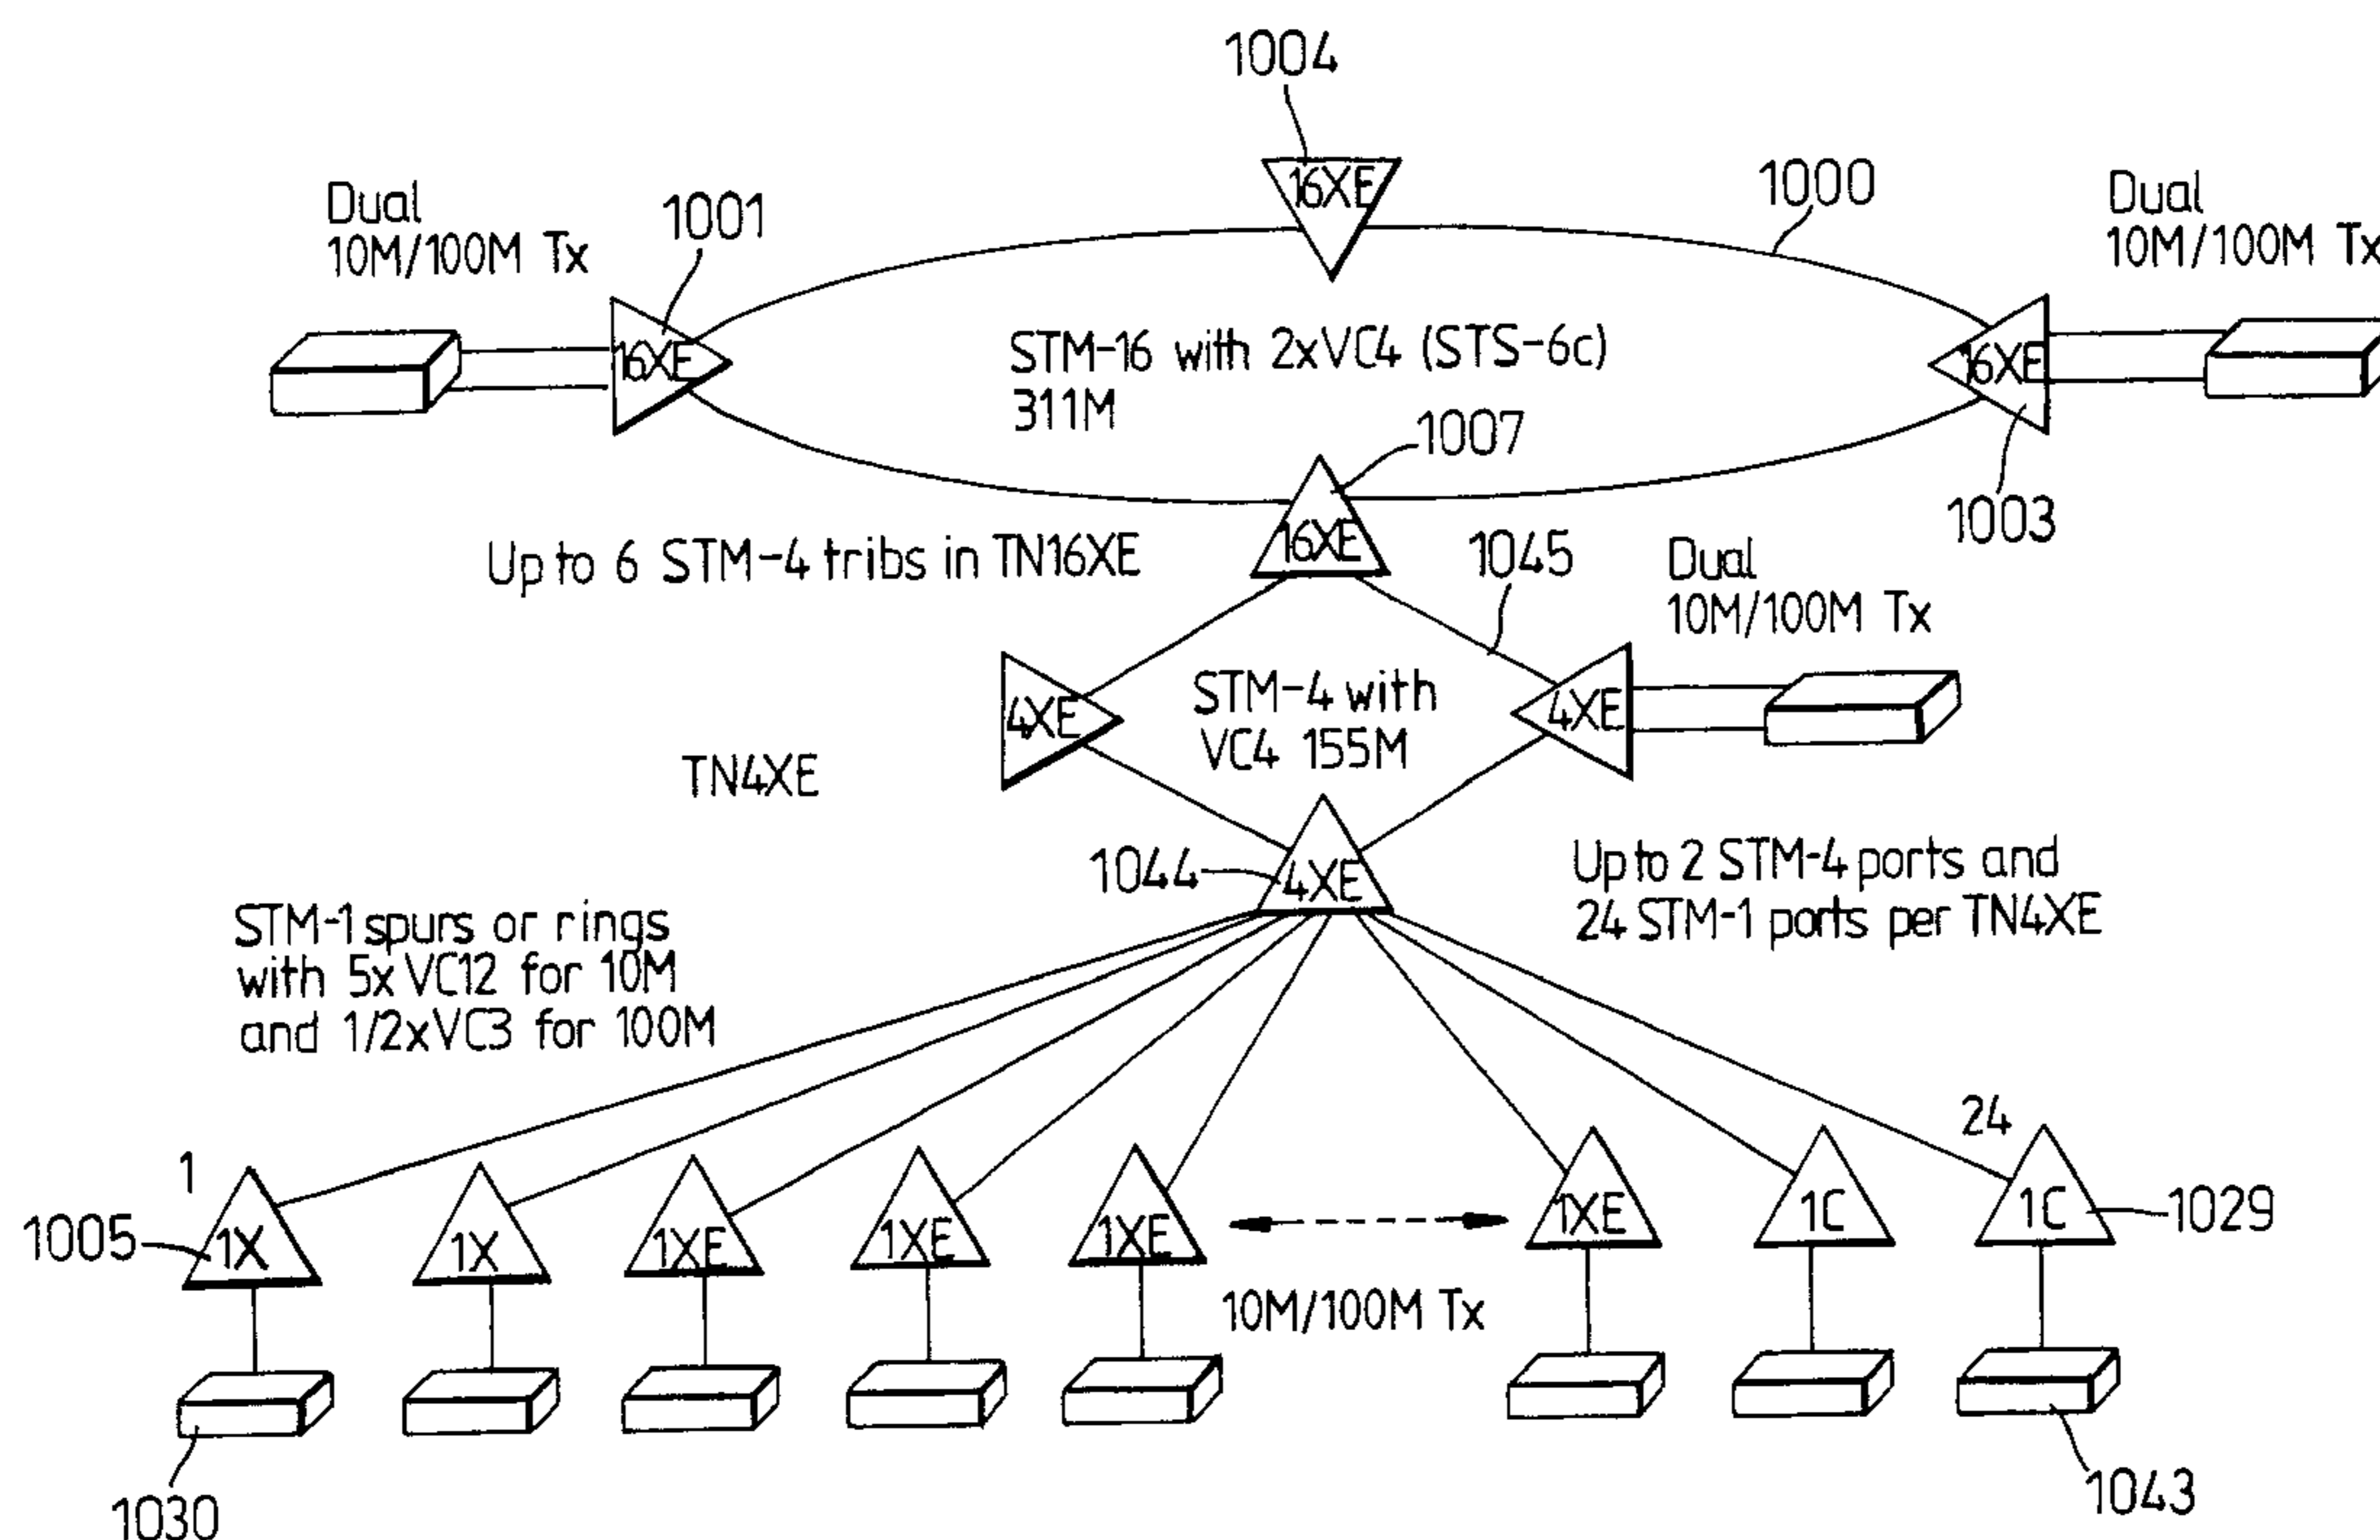 1004
Dual
10M/100M Tx
1001
1000
Dual
10M/100M Tx
16XE
16XE
STM-16 with 2xVC4 (STS-6c)
311M
16XE
1007
1003
16XE
Up to 6 STM-4 tribs in TN16XE
1045
Dual
10M/100M Tx
4XE
STM-4 with
VC4 155M
4XE
TN4XE
1044
4XE
Up to 2 STM-4 ports and
24 STM-1 ports per TN4XE
STM-1 spurs or rings
with 5x VC12 for 10M
and 1/2xVC3 for 100M
1
24
1005
1X
1X
1XE
1XE
1XE
1XE
1C
1C
1029
10M/100M Tx
1030
1043